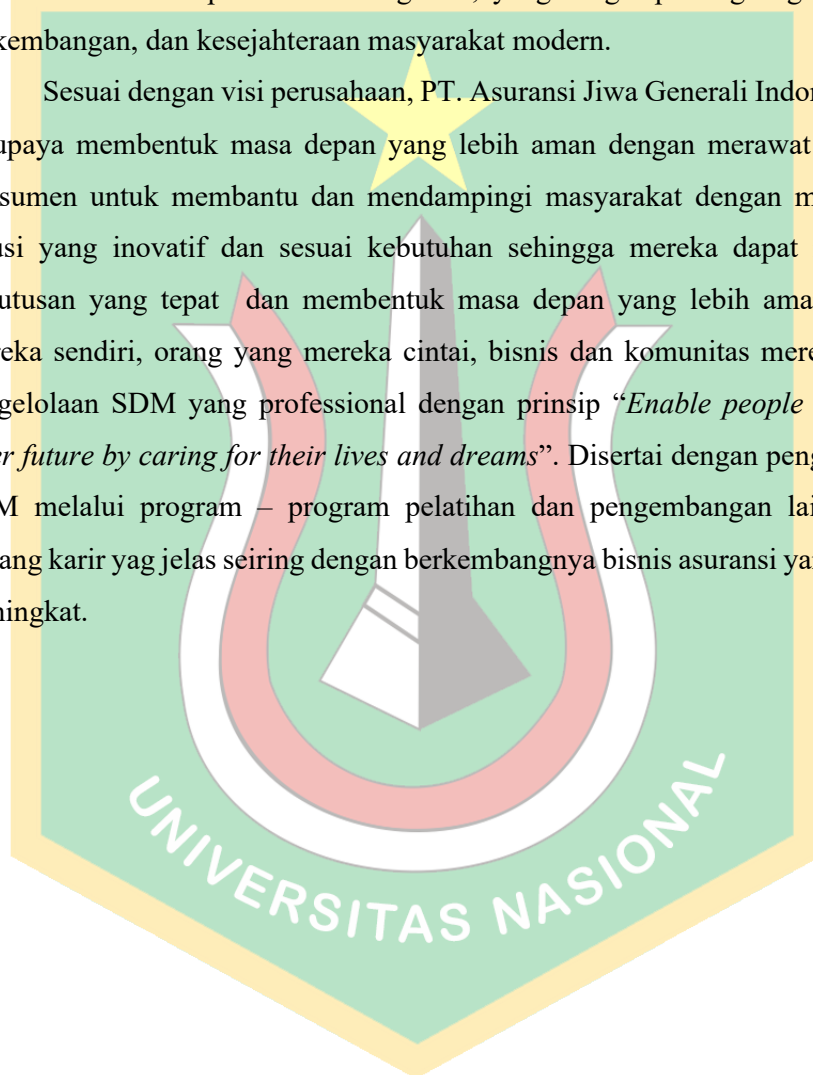 kembangan, dan kesejahteraan masyarakat modern.
Sesuai dengan visi perusahaan, PT. Asuransi Jiwa Generali Indon
upaya membentuk masa depan yang lebih aman dengan merawat
sumen untuk membantu dan mendampingi masyarakat dengan m
usi yang inovatif dan sesuai kebutuhan sehingga mereka dapat
utusan yang tepat dan membentuk masa depan yang lebih ama
eka sendiri, orang yang mereka cintai, bisnis dan komunitas mere
gelolaan SDM yang professional dengan prinsip “Enable people
er future by caring for their lives and dreams”. Disertai dengan peng
M melalui program – program pelatihan dan pengembangan lai
ang karir yag jelas seiring dengan berkembangnya bisnis asuransi ya
ningkat.
UNIVERSITAS NASIONAL